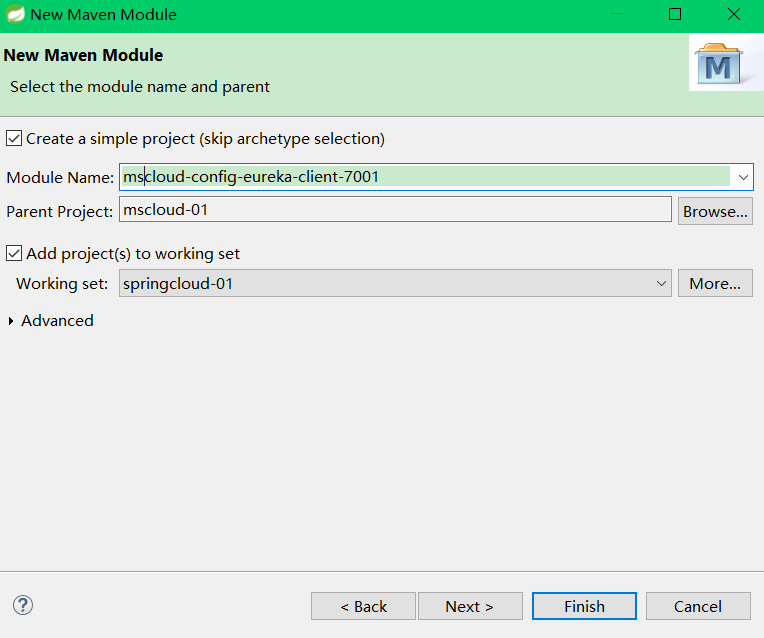 New Maven Module
New Maven Module
Select the module name and parent
M
Create a simple project (skip archetype selection)
Module Name: mscloud-config-eureka-client-7001
Parent Project: mscloud-01 Browse...
Add project(s) to working set
Working set: springcloud-01 More...
Advanced
? < Back Next > Finish Cancel